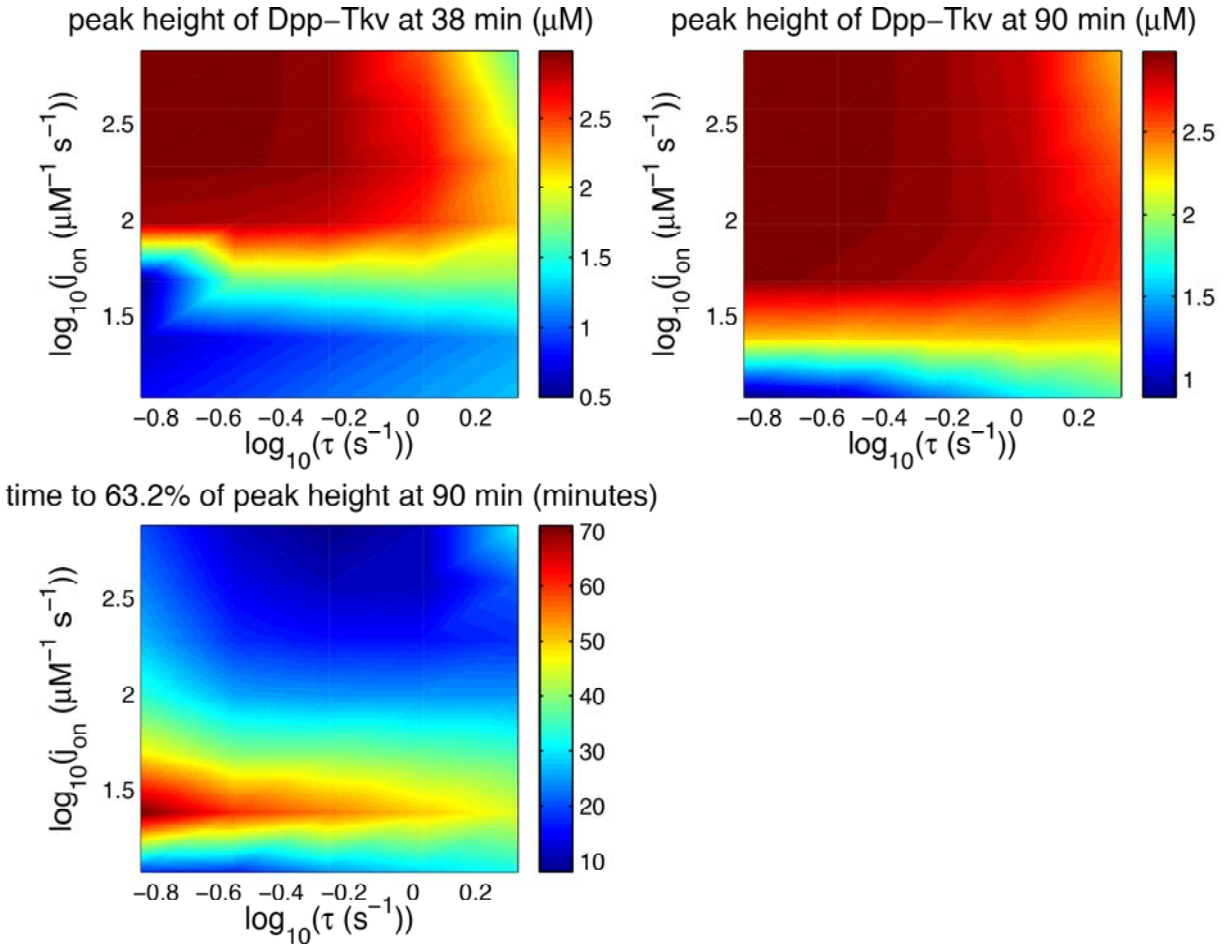 peak height of Dpp−Tkv at 38 min (μM)
log10(jon (μM−1 s−1))
2.5
2
1.5
−0.8 −0.6 −0.4 −0.2 0 0.2
log10(τ (s−1))
2.5
2
1.5
1
0.5
peak height of Dpp−Tkv at 90 min (μM)
log10(jon (μM−1 s−1))
2.5
2
1.5
−0.8 −0.6 −0.4 −0.2 0 0.2
log10(τ (s−1))
2.5
2
1.5
1
time to 63.2% of peak height at 90 min (minutes)
log10(jon (μM−1 s−1))
2.5
2
1.5
−0.8 −0.6 −0.4 −0.2 0 0.2
log10(τ (s−1))
70
60
50
40
30
20
10